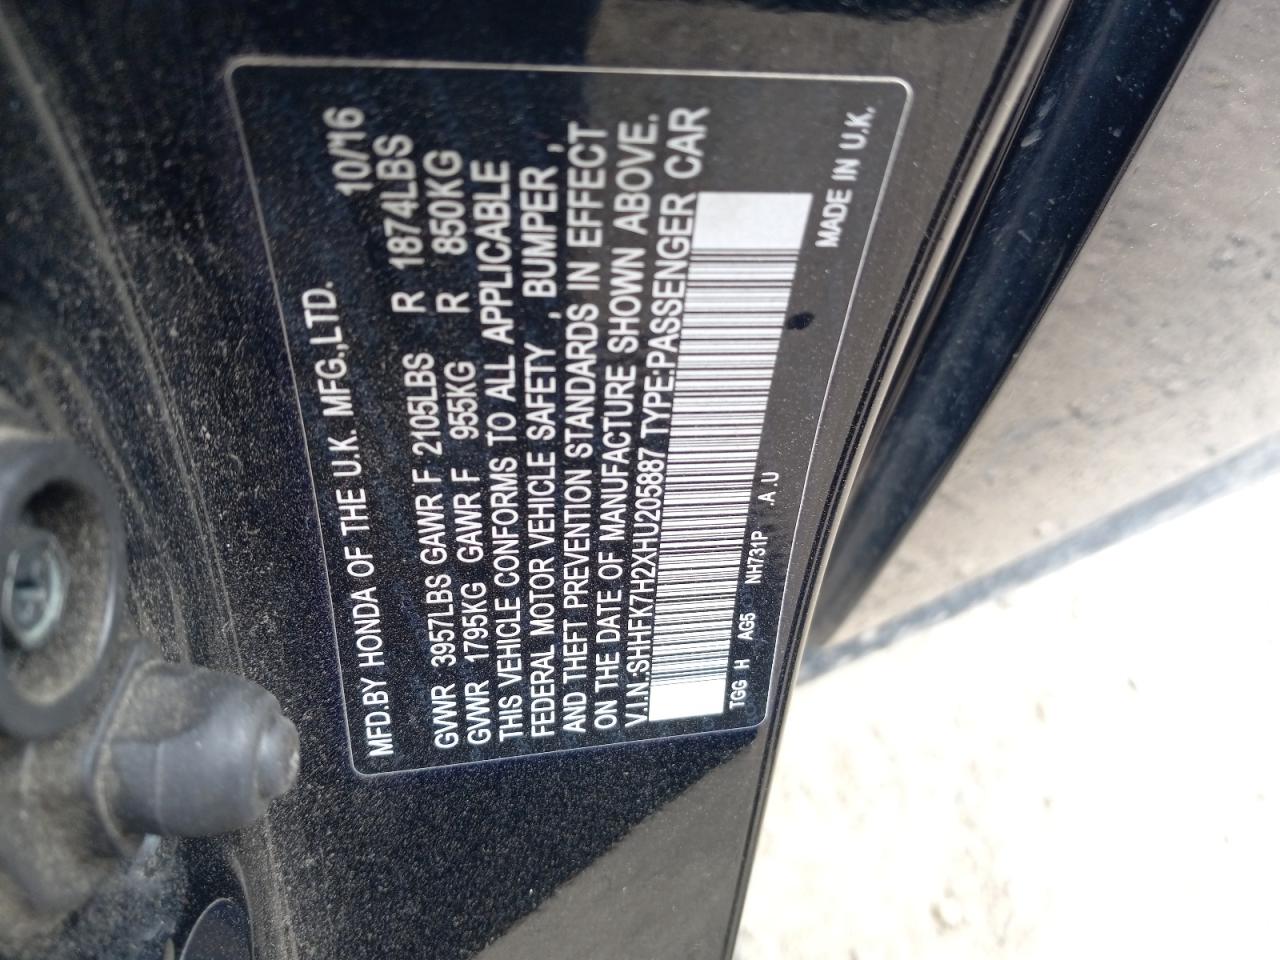 MFD.BY HONDA OF THE U.K. MFG.,LTD. 10/'16
GVWR 3957LBS GAWR F 2105LBS R 1874LBS
GVWR 1795KG GAWR F 955KG R 850KG
THIS VEHICLE CONFORMS TO ALL APPLICABLE
FEDERAL MOTOR VEHICLE SAFETY , BUMPER ,
AND THEFT PREVENTION STANDARDS IN EFFECT
ON THE DATE OF MANUFACTURE SHOWN ABOVE.
V.I.N.:SHHFK7H2XHU205887 TYPE:PASSENGER CAR
TGG H AG5 NH731P .A .U MADE IN U.K.